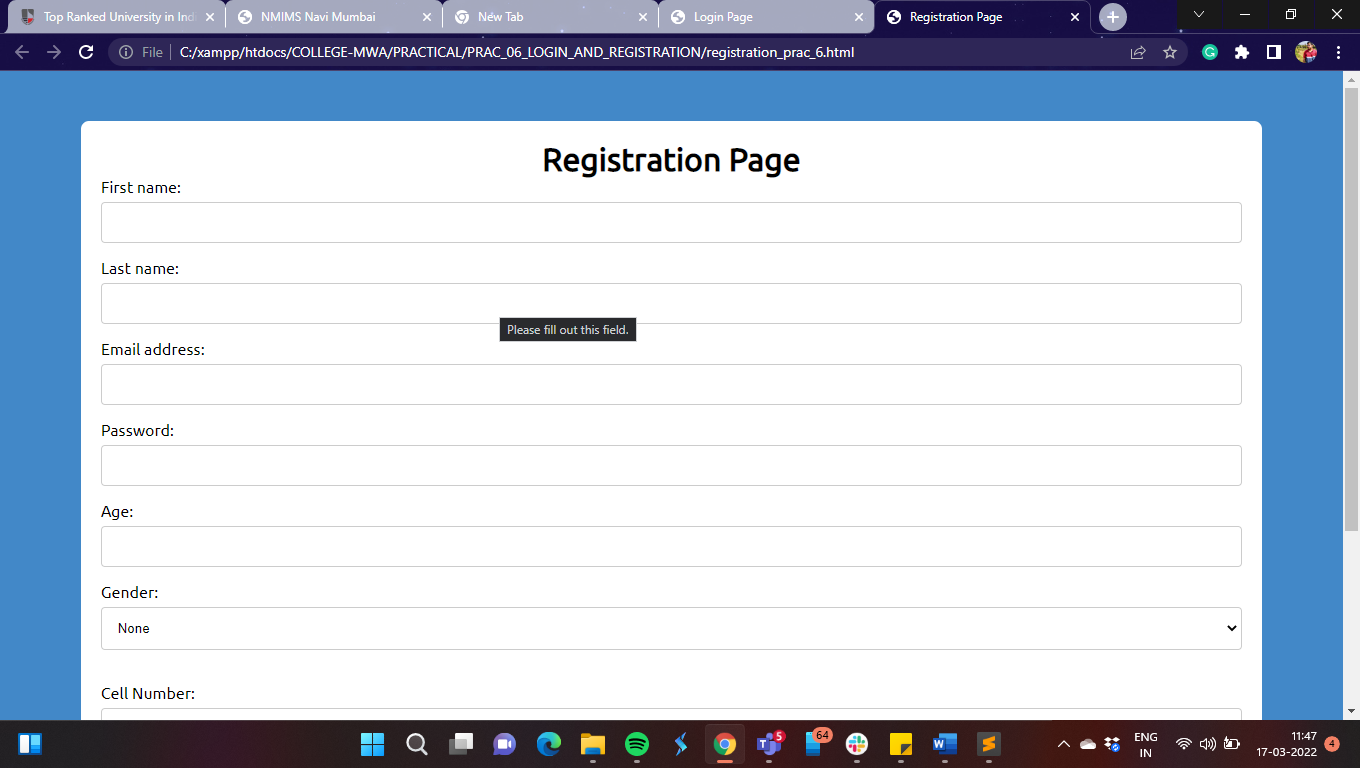 Top Ranked University in Indi
NMIMS Navi Mumbai
New Tab
Login Page
Registration Page
File
C:/xampp/htdocs/COLLEGE-MWA/PRACTICAL/PRAC_06_LOGIN_AND_REGISTRATION/registration_prac_6.html
Registration Page
First name:
Last name:
Please fill out this field.
Email address:
Password:
Age:
Gender:
None
Cell Number:
5
64
ENG
IN
11:47
17-03-2022
4